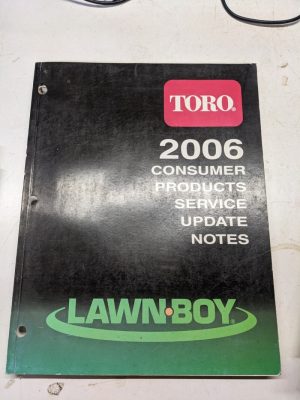 TORO®
2006
CONSUMER
PRODUCTS
SERVICE
UPDATE
NOTES
LAWN•BOY®